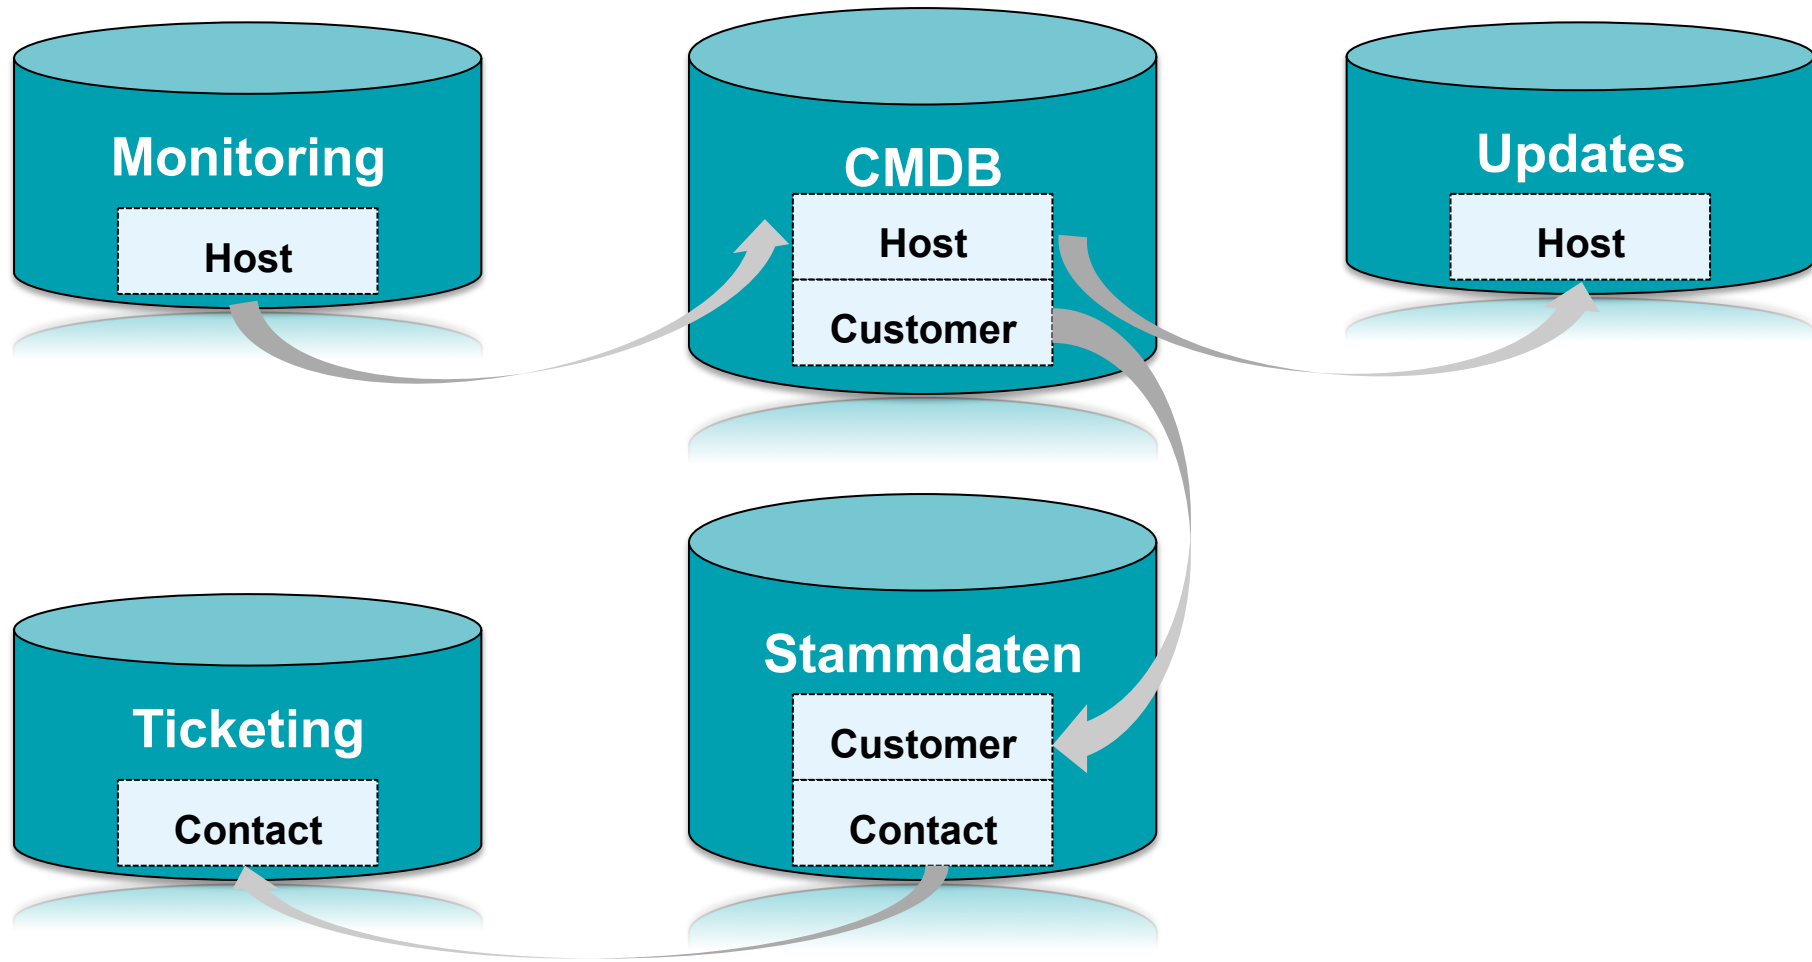 Monitoring
Host
CMDB
Host
Customer
Updates
Host
Ticketing
Contact
Stammdaten
Customer
Contact